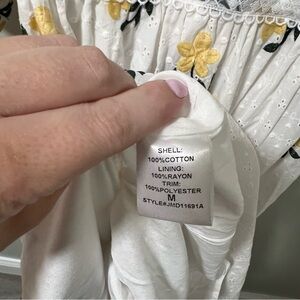 SHELL:
100%COTTON
LINING:
100%RAYON
TRIM:
100%POLYESTER
M
STYLE#JMD11691A